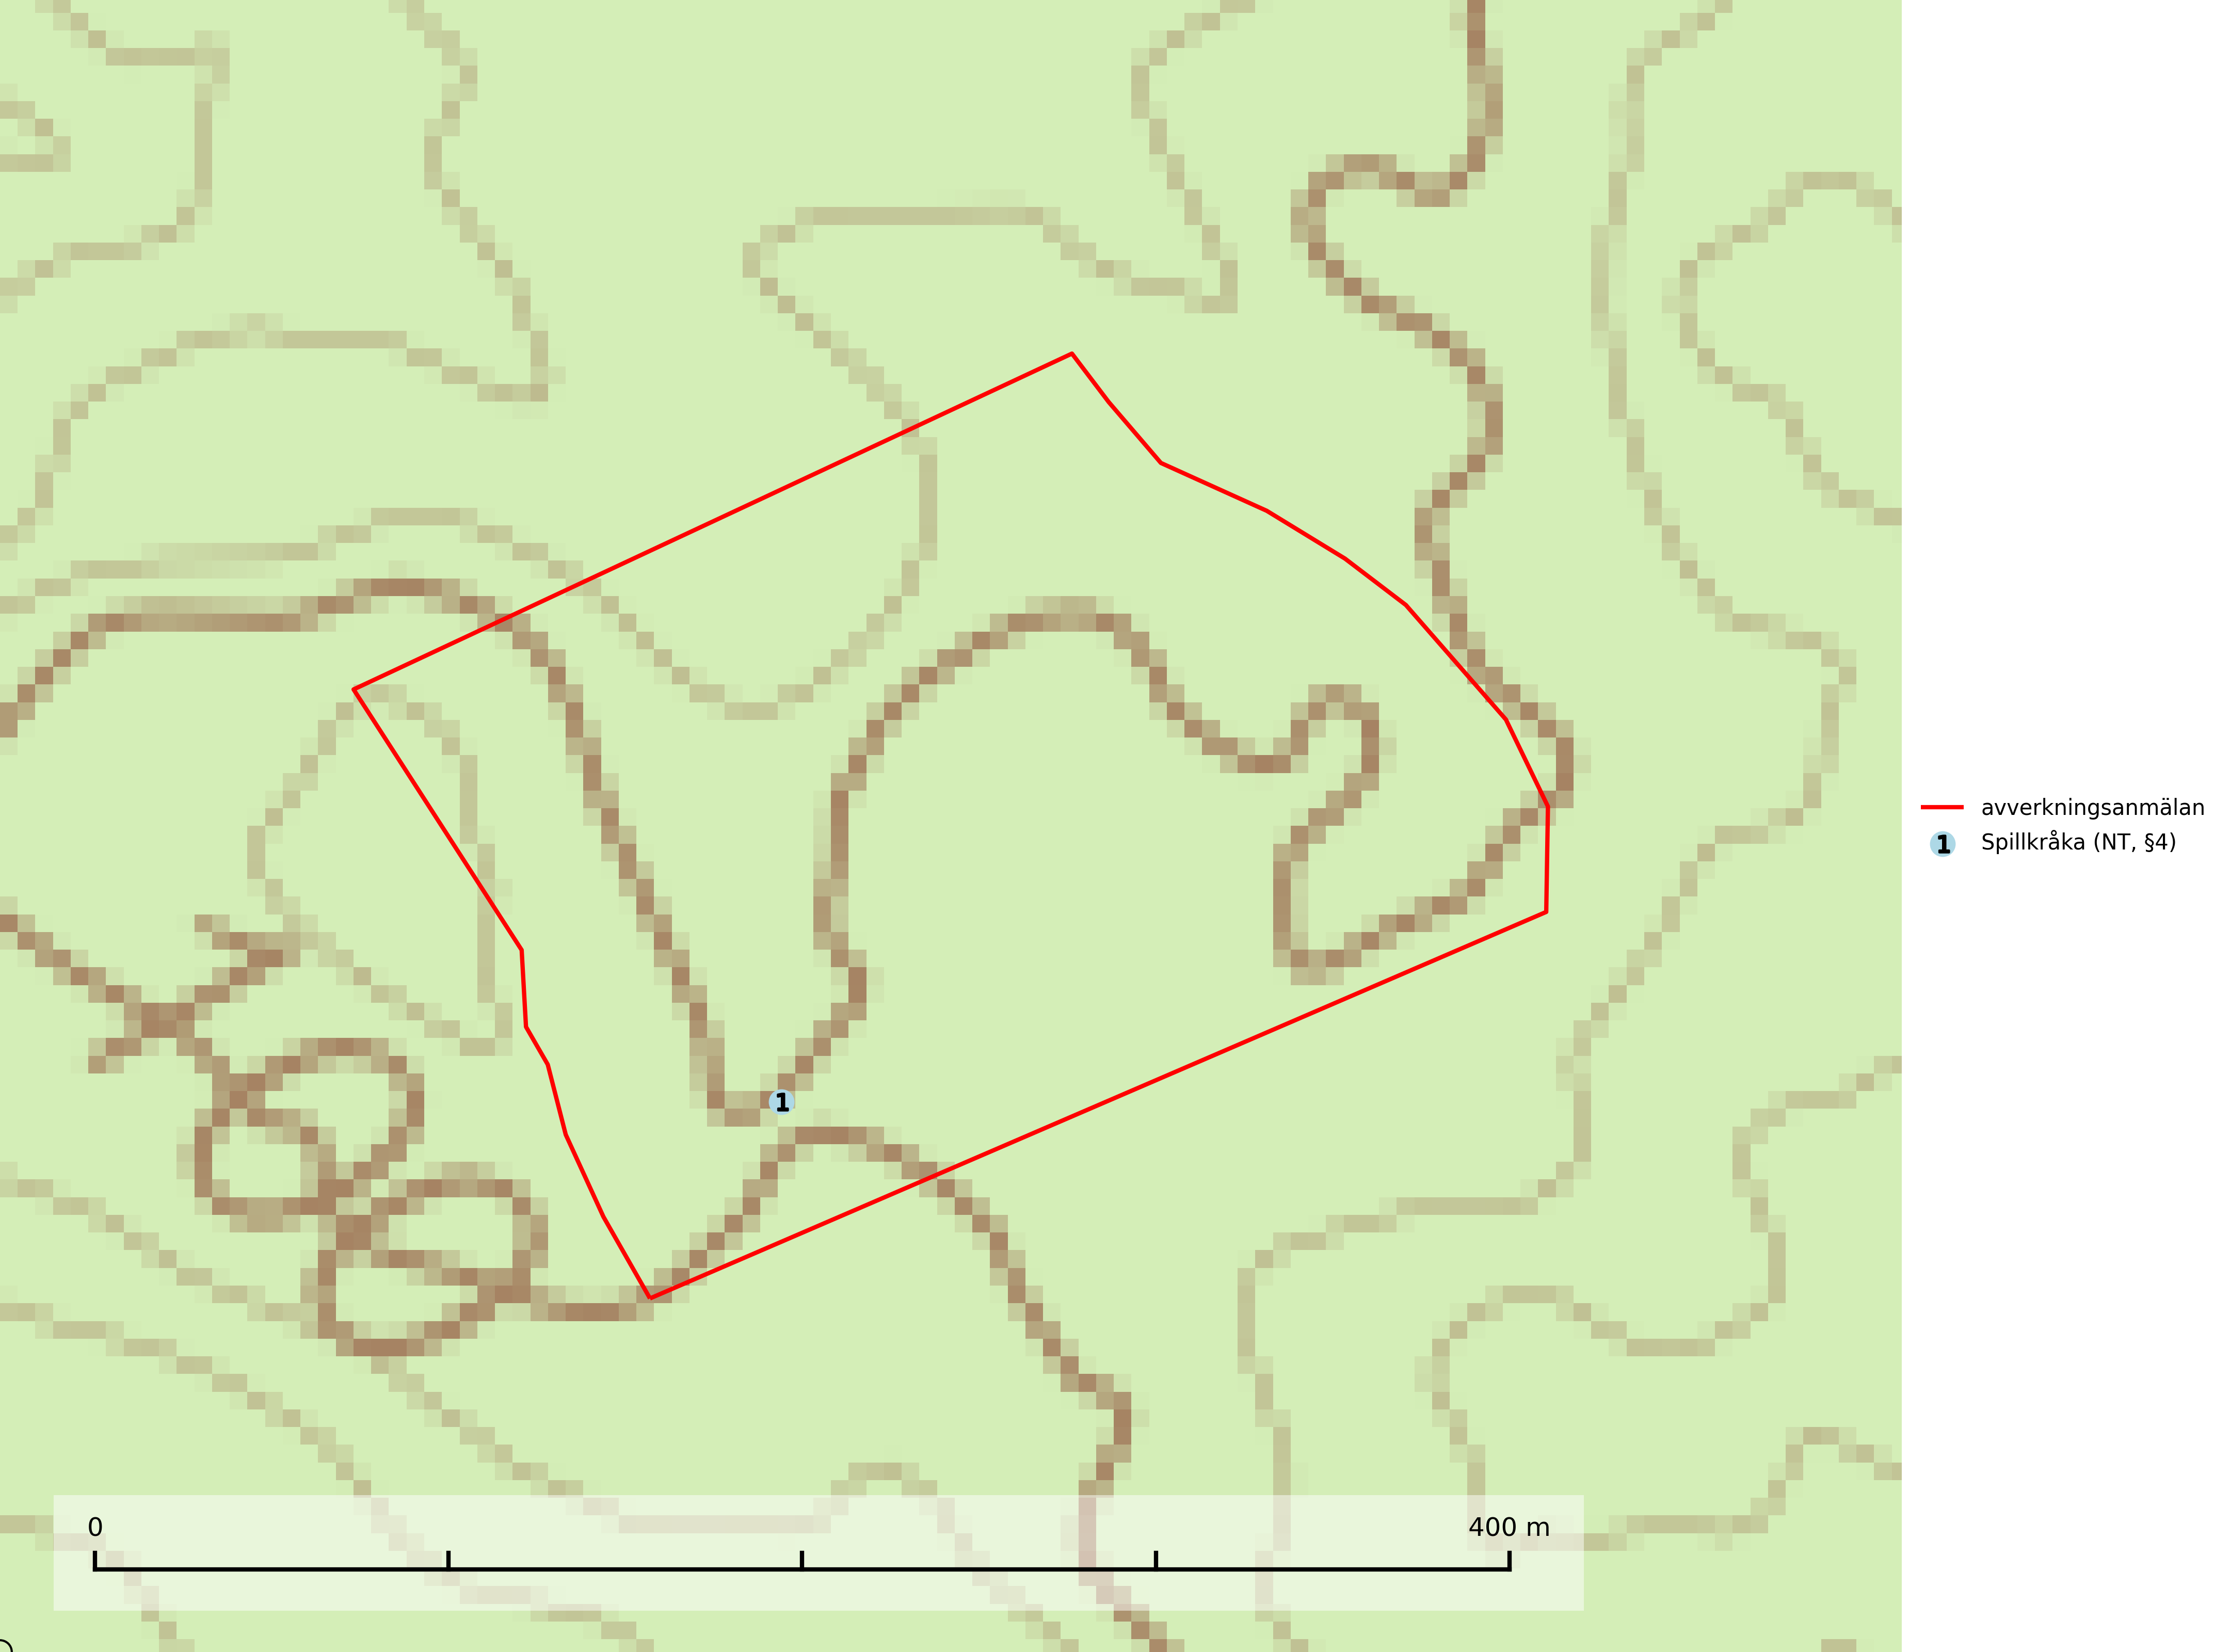 avverkningsanmälan
1 Spillkråka (NT, §4)
1
0 400 m